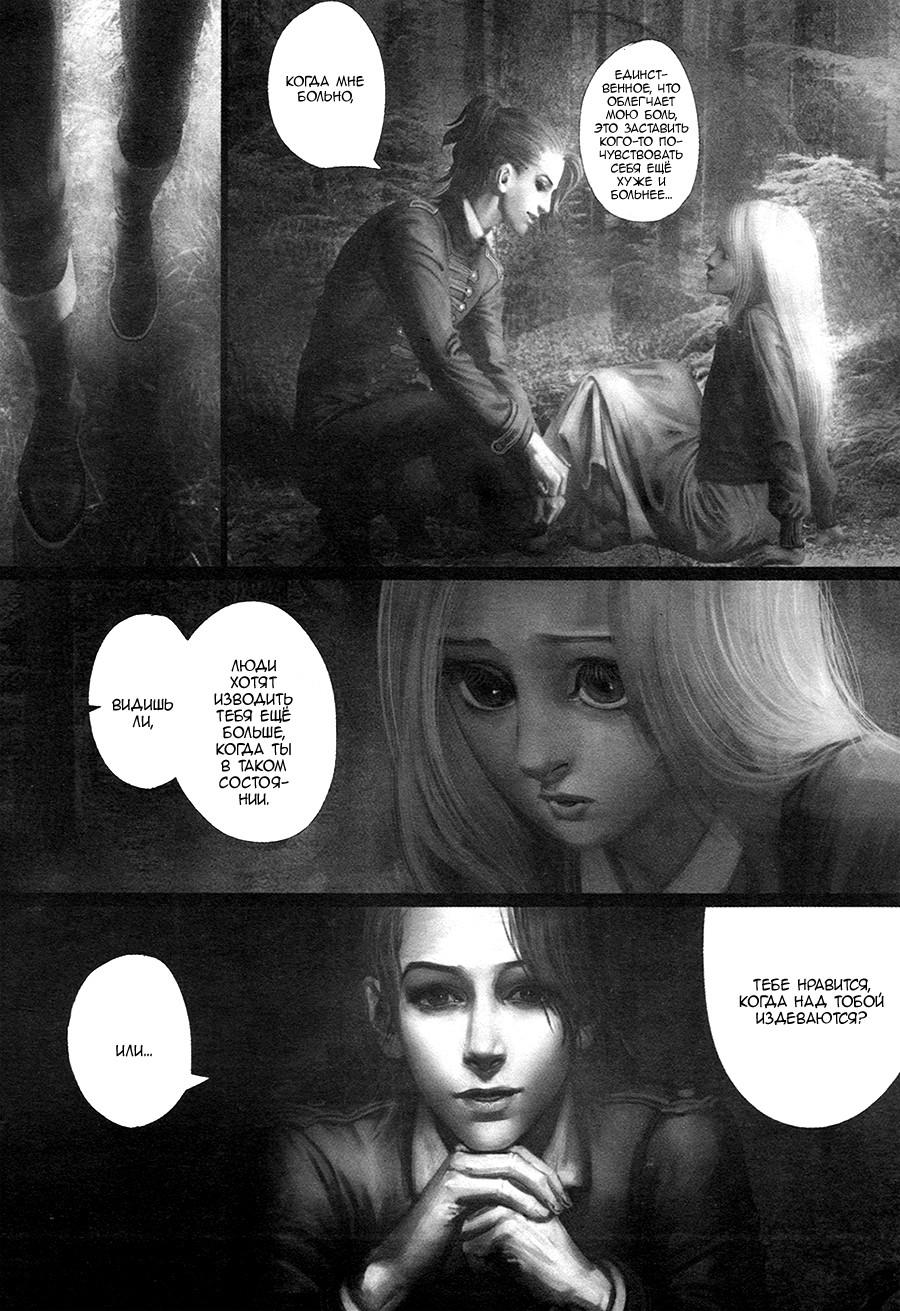 КОГДА МНЕ
БОЛЬНО,
ЕДИНСТ-
ВЕННОЕ, ЧТО
ОБЛЕГЧАЕТ
МОЮ БОЛЬ,
ЭТО ЗАСТАВИТЬ
КОГО-ТО ПО-
ЧУВСТВОВАТЬ
СЕБЯ ЕЩЁ
ХУЖЕ И
БОЛЬНЕЕ...
ВИДИШЬ
ЛИ,
ЛЮДИ
ХОТЯТ
ИЗВОДИТЬ
ТЕБЯ ЕЩЁ
БОЛЬШЕ,
КОГДА ТЫ
В ТАКОМ
СОСТОЯ-
НИИ.
ИЛИ...
ТЕБЕ НРАВИТСЯ,
КОГДА НАД ТОБОЙ
ИЗДЕВАЮТСЯ?